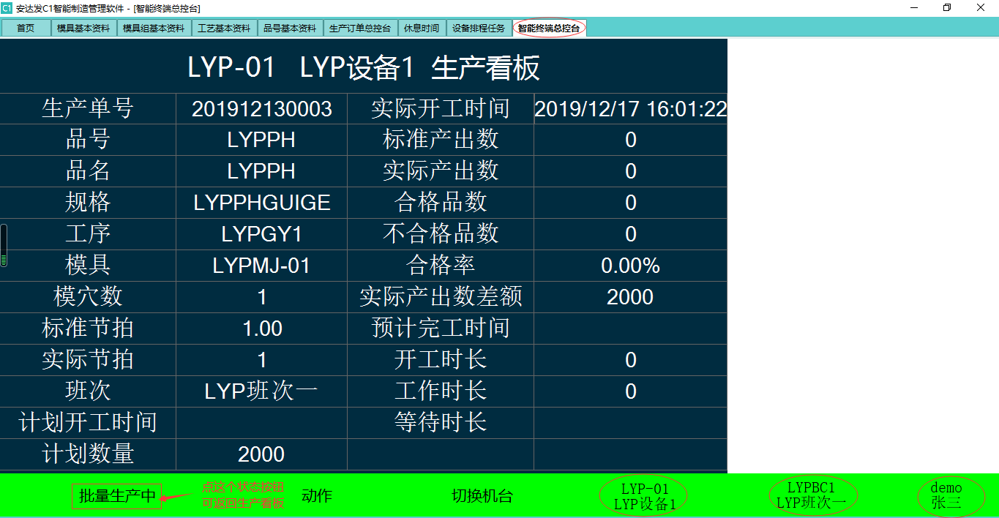 C1 安达发C1智能制造管理软件 - [智能终端总控台]
首页 模具基本资料 模具组基本资料 工艺基本资料 品号基本资料 生产订单总控台 休息时间 设备排程任务 智能终端总控台
LYP-01 LYP设备1 生产看板
生产单号 201912130003 实际开工时间 2019/12/17 16:01:22
品号 LYPPH 标准产出数 0
品名 LYPPH 实际产出数 0
规格 LYPPHGUIGE 合格品数 0
工序 LYPGY1 不合格品数 0
模具 LYPMJ-01 合格率 0.00%
模穴数 1 实际产出数差额 2000
标准节拍 1.00 预计完工时间
实际节拍 1 开工时长 0
班次 LYP班次一 工作时长 0
计划开工时间 等待时长
计划数量 2000
批量生产中
点这个状态按钮
可返回生产看板
动作
切换机台
LYP-01
LYP设备1
LYPBC1
LYP班次一
demo
张三